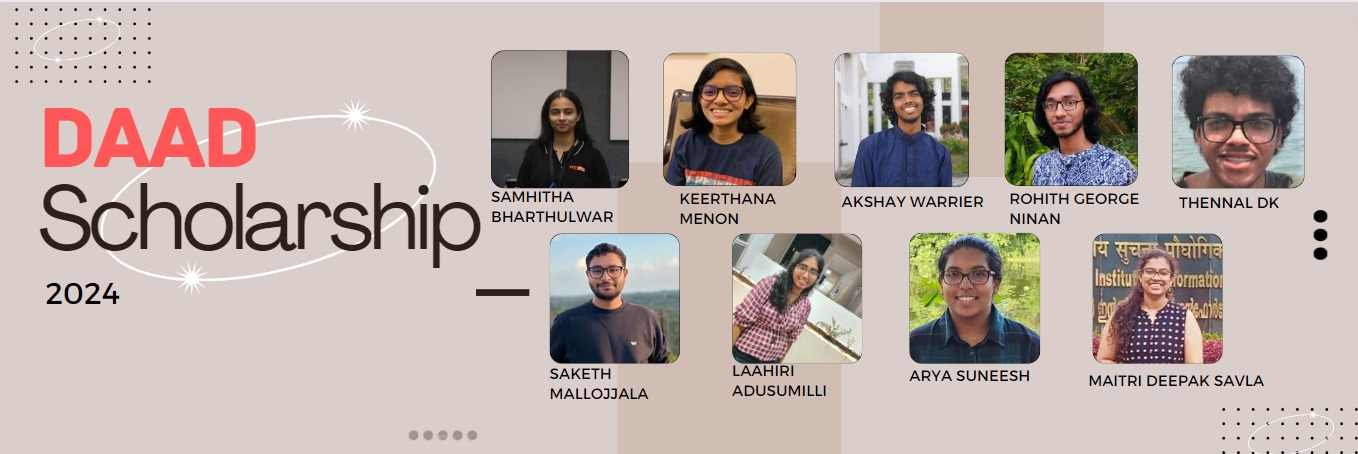 DAAD
Scholarship
2024
SAMHITHA
BHARTHULWAR
KEERTHANA
MENON
AKSHAY WARRIER
ROHITH GEORGE
NINAN
THENNAL DK
SAKETH
MALLOJJALA
LAAHIRI
ADUSUMILLI
ARYA SUNEESH
MAITRI DEEPAK SAVLA